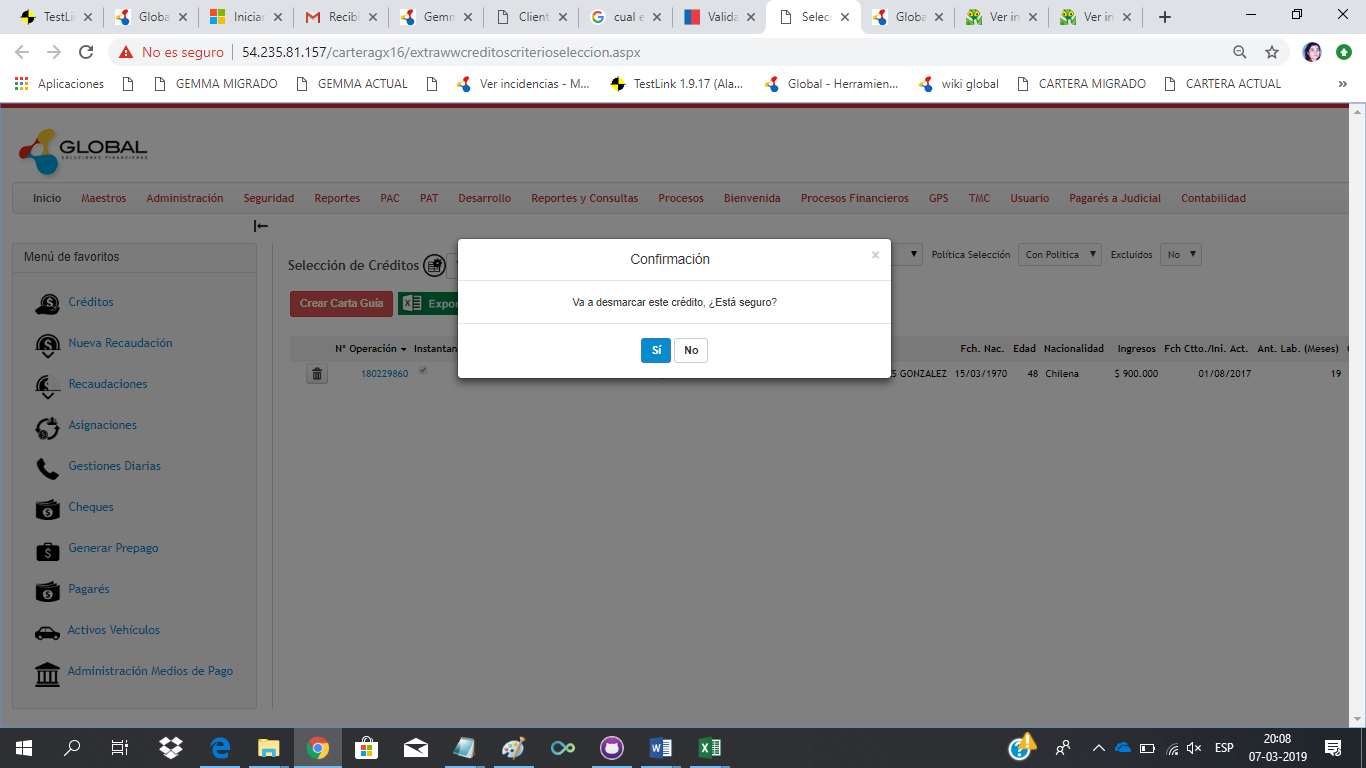 TestLi
Globa
Iniciar
Recibi
Gemm
Client
cual e
Valida
Selecc
Globa
Ver in
Ver in
No es seguro | 54.235.81.157/carteragx16/extrawwcreditoscriterioseleccion.aspx
Aplicaciones
GEMMA MIGRADO
GEMMA ACTUAL
Ver incidencias - M...
TestLink 1.9.17 (Ala...
Global - Herramien...
wiki global
CARTERA MIGRADO
CARTERA ACTUAL
»
GLOBAL
SOLUCIONES FINANCIERAS
Inicio Maestros Administración Seguridad Reportes PAC PAT Desarrollo Reportes y Consultas Procesos Bienvenida Procesos Financieros GPS TMC Usuario Pagarés a Judicial Contabilidad
Menú de favoritos
Créditos
Nueva Recaudación
Recaudaciones
Asignaciones
Gestiones Diarias
Cheques
Generar Prepago
Pagarés
Activos Vehículos
Administración Medios de Pago
Selección de Créditos
Política Selección Con Política Excluidos No
Crear Carta Guía Expor
N° Operación Instantan Fch. Nac. Edad Nacionalidad Ingresos Fch Ctto./Ini. Act. Ant. Lab. (Meses)
180229860 S GONZALEZ 15/03/1970 48 Chilena $ 900.000 01/08/2017 19
Confirmación
×
Va a desmarcar este crédito, ¿Está seguro?
Sí No
ESP
20:08
07-03-2019